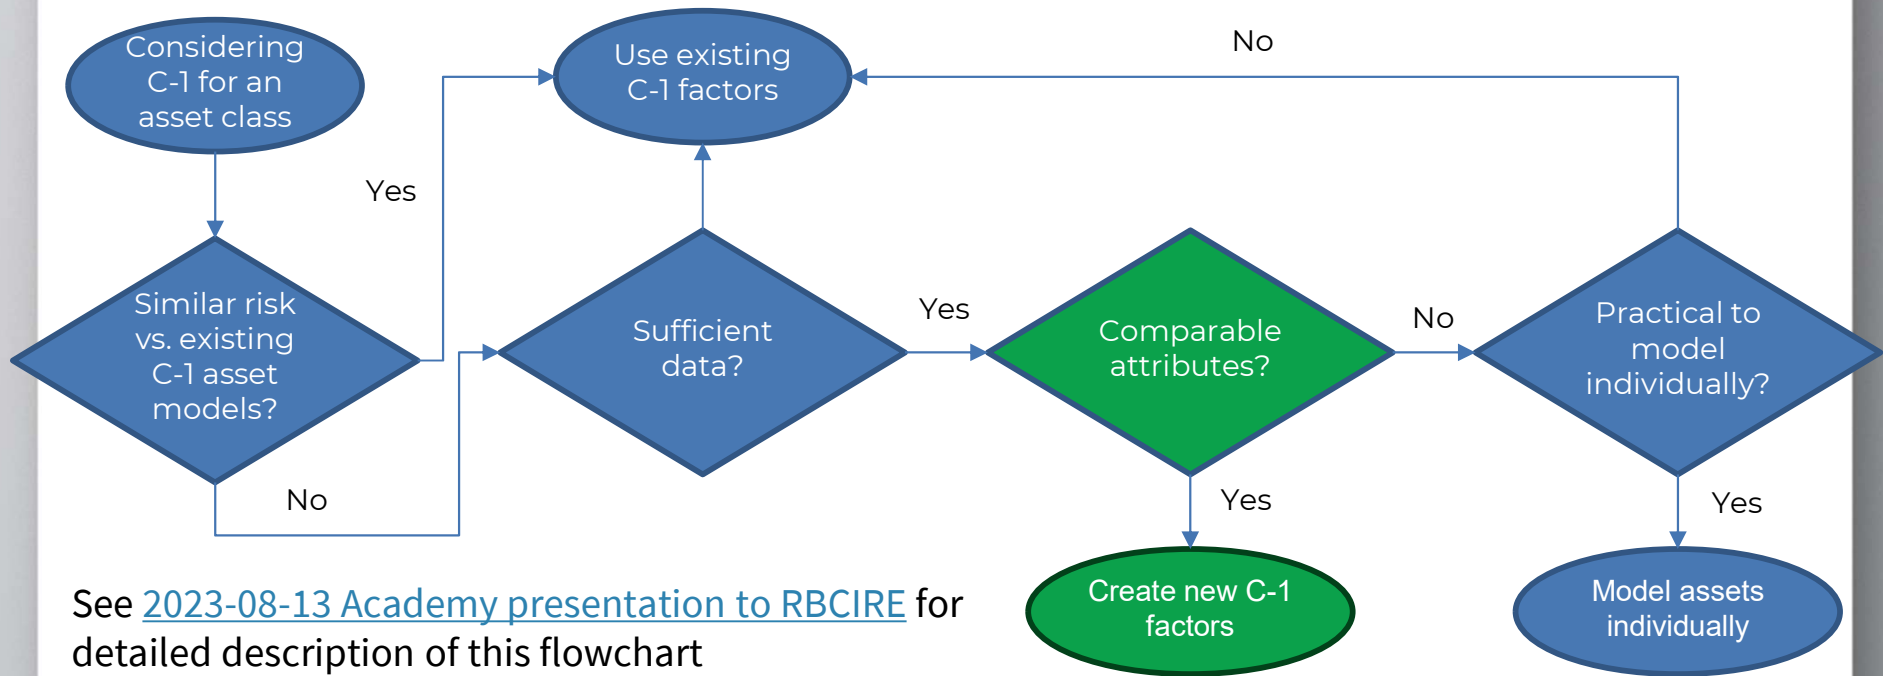 Considering
C-1 for an
asset class
Use existing
C-1 factors
No
Yes
Similar risk
vs. existing
C-1 asset
models?
Sufficient
data?
Yes
Comparable
attributes?
No
Practical to
model
individually?
No
Yes
Yes
Create new C-1
factors
Model assets
individually
See 2023-08-13 Academy presentation to RBCIRE for
detailed description of this flowchart